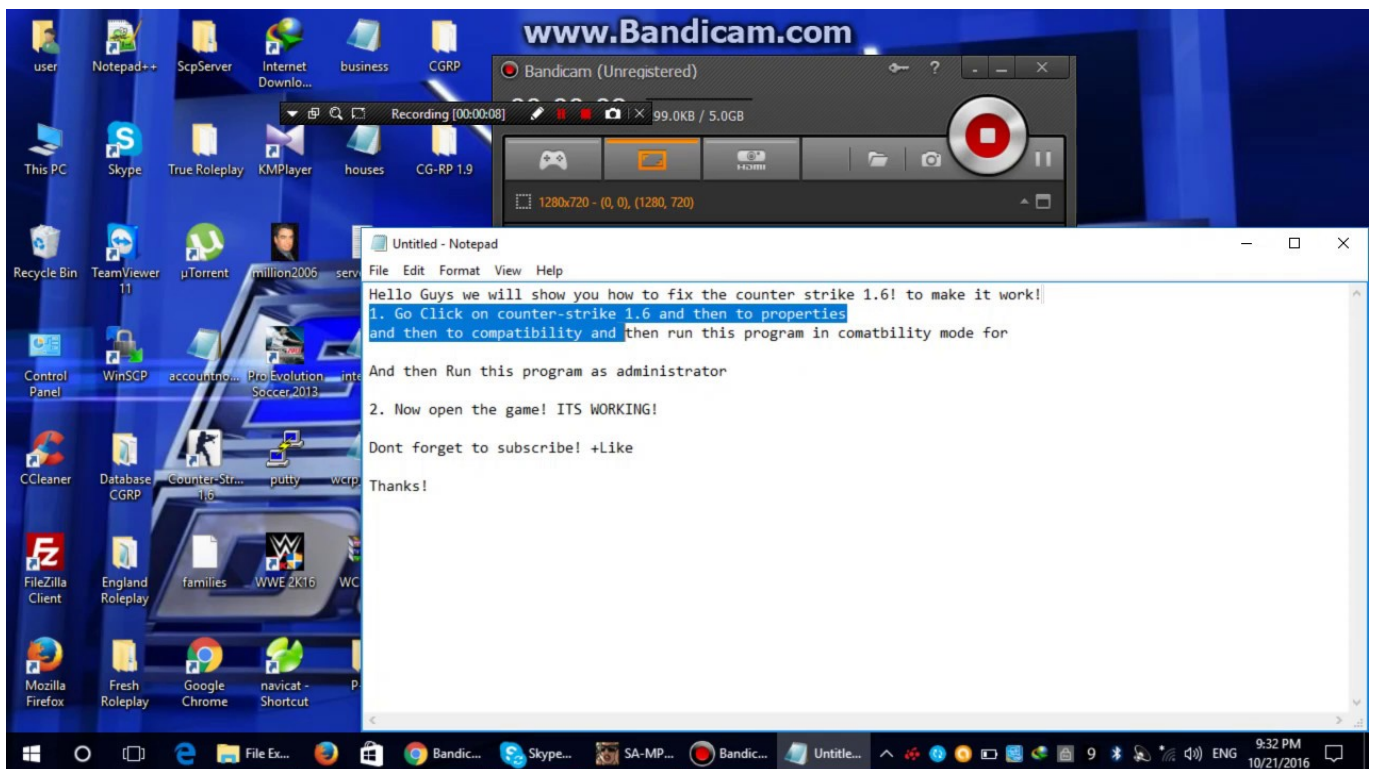 www.Bandicam.com
user
Notepad++
ScpServer
Internet
Downlo...
business
CGRP
Bandicam (Unregistered)
?
Recording [00:00:08]
99.0KB / 5.0GB
This PC
Skype
True Roleplay
KMPlayer
houses
CG-RP 1.9
HDMI
1280x720 - (0, 0), (1280, 720)
Recycle Bin
TeamViewer
11
µTorrent
million2006
serv
Untitled - Notepad
File Edit Format View Help
Hello Guys we will show you how to fix the counter strike 1.6! to make it work!
1. Go Click on counter-strike 1.6 and then to properties
and then to compatibility and then run this program in comatbility mode for
And then Run this program as administrator
2. Now open the game! ITS WORKING!
Dont forget to subscribe! +Like
Thanks!
Control
Panel
WinSCP
accountno...
Pro Evolution
Soccer 2013
inte
CCleaner
Database
CGRP
Counter-Str...
1.6
putty
wcrp
FileZilla
Client
England
Roleplay
families
WWE 2K16
WC
Mozilla
Firefox
Fresh
Roleplay
Google
Chrome
navicat -
Shortcut
P
File Ex...
Bandic...
Skype...
SA-MP...
Bandic...
Untitle...
9
ENG
9:32 PM
10/21/2016